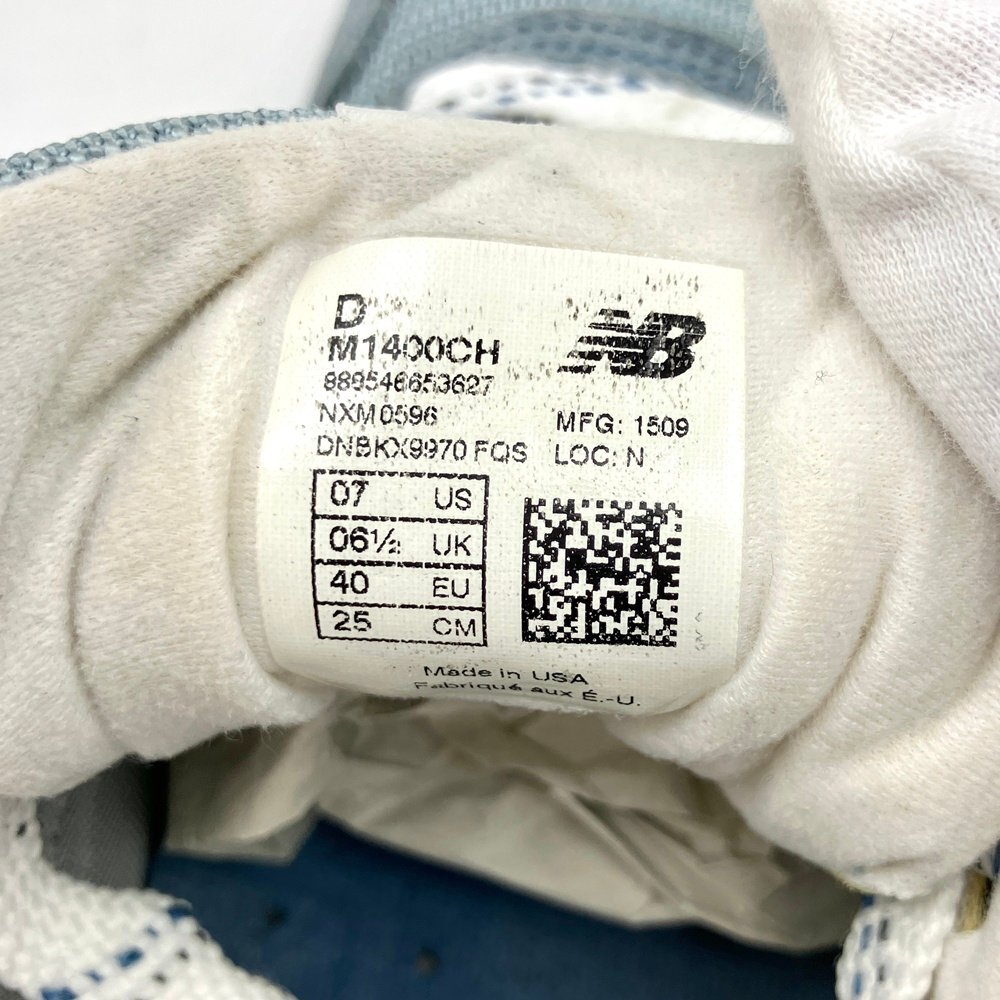 D
M1400CH
NB
889546653627
NXM0596
MFG: 1509
DNBKX9970 FQS
LOC: N
07 US
06½ UK
40 EU
25 CM
Made in USA
Fabriqué aux É.-U.